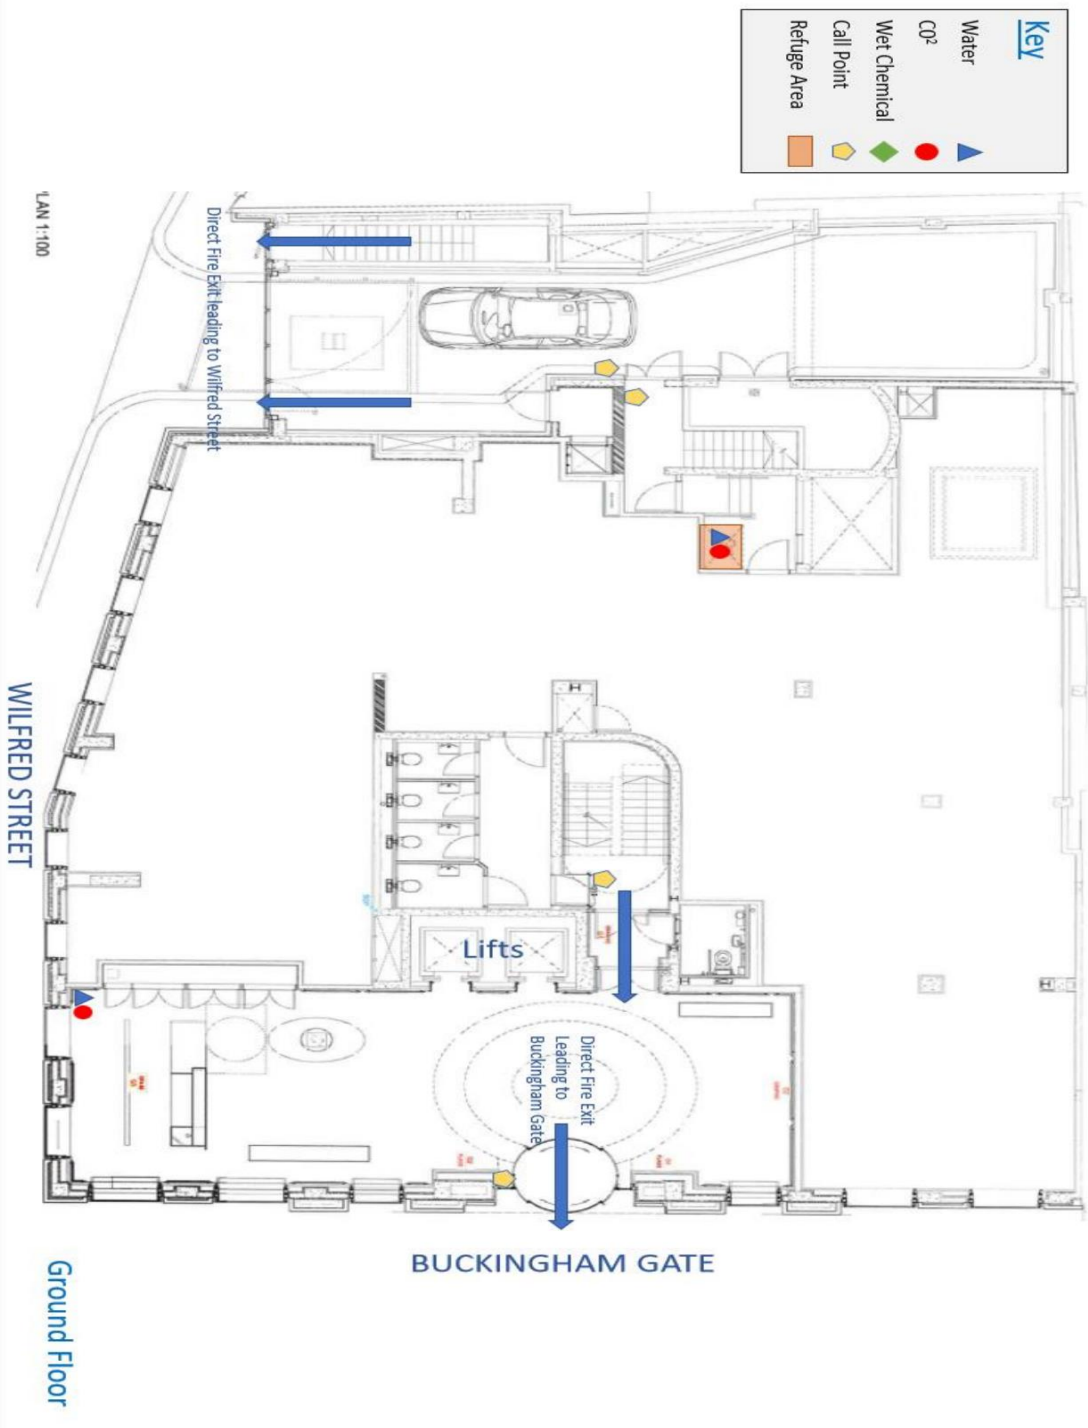 Key
Water
C0²
Wet Chemical
Call Point
Refuge Area
'LAN 1:100
Direct Fire Exit leading to Wilfred Street
WILFRED STREET
Lifts
Direct Fire Exit
Leading to
Buckingham Gate
BUCKINGHAM GATE
Ground Floor